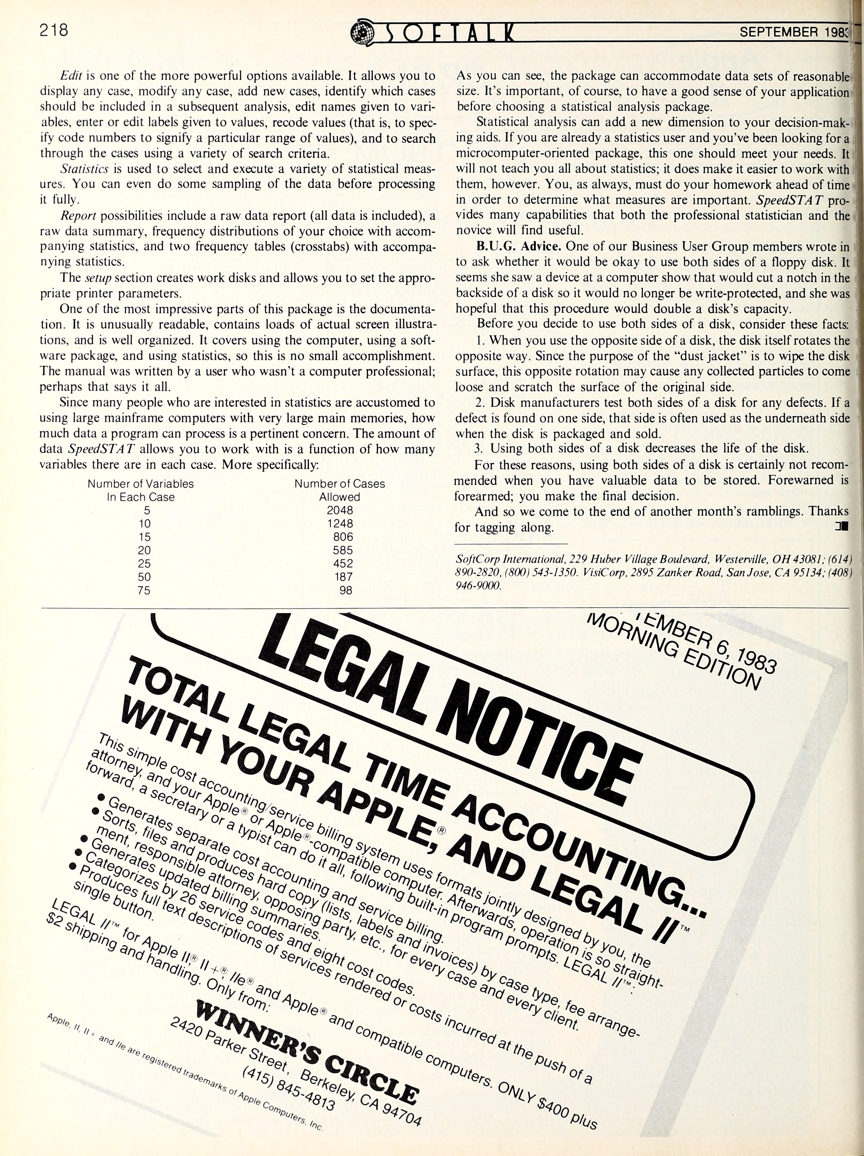 218
SOFTALK
SEPTEMBER 1983
Edit is one of the more powerful options available. It allows you to
display any case, modify any case, add new cases, identify which cases
should be included in a subsequent analysis, edit names given to vari-
ables, enter or edit labels given to values, recode values (that is, to spec-
ify code numbers to signify a particular range of values), and to search
through the cases using a variety of search criteria.
Statistics is used to select and execute a variety of statistical meas-
ures. You can even do some sampling of the data before processing
it fully.
Report possibilities include a raw data report (all data is included), a
raw data summary, frequency distributions of your choice with accom-
panying statistics, and two frequency tables (crosstabs) with accompa-
nying statistics.
The setup section creates work disks and allows you to set the appro-
priate printer parameters.
One of the most impressive parts of this package is the documenta-
tion. It is unusually readable, contains loads of actual screen illustra-
tions, and is well organized. It covers using the computer, using a soft-
ware package, and using statistics, so this is no small accomplishment.
The manual was written by a user who wasn't a computer professional;
perhaps that says it all.
Since many people who are interested in statistics are accustomed to
using large mainframe computers with very large main memories, how
much data a program can process is a pertinent concern. The amount of
data SpeedSTAT allows you to work with is a function of how many
variables there are in each case. More specifically:
Number of Variables Number of Cases
In Each Case Allowed
5 2048
10 1248
15 806
20 585
25 452
50 187
75 98
As you can see, the package can accommodate data sets of reasonable
size. It's important, of course, to have a good sense of your application
before choosing a statistical analysis package.
Statistical analysis can add a new dimension to your decision-mak-
ing aids. If you are already a statistics user and you've been looking for a
microcomputer-oriented package, this one should meet your needs. It
will not teach you all about statistics; it does make it easier to work with
them, however. You, as always, must do your homework ahead of time
in order to determine what measures are important. SpeedSTAT pro-
vides many capabilities that both the professional statistician and the
novice will find useful.
B.U.G. Advice. One of our Business User Group members wrote in
to ask whether it would be okay to use both sides of a floppy disk. It
seems she saw a device at a computer show that would cut a notch in the
backside of a disk so it would no longer be write-protected, and she was
hopeful that this procedure would double a disk's capacity.
Before you decide to use both sides of a disk, consider these facts:
1. When you use the opposite side of a disk, the disk itself rotates the
opposite way. Since the purpose of the "dust jacket" is to wipe the disk
surface, this opposite rotation may cause any collected particles to come
loose and scratch the surface of the original side.
2. Disk manufacturers test both sides of a disk for any defects. If a
defect is found on one side, that side is often used as the underneath side
when the disk is packaged and sold.
3. Using both sides of a disk decreases the life of the disk.
For these reasons, using both sides of a disk is certainly not recom-
mended when you have valuable data to be stored. Forewarned is
forearmed; you make the final decision.
And so we come to the end of another month's ramblings. Thanks
for tagging along.
SoftCorp International, 229 Huber Village Boulevard, Westerville, OH 43081; (614)
890-2820, (800) 543-1350. VisiCorp, 2895 Zanker Road, San Jose, CA 95134; (408)
946-9000.
TEMBER 6, 1983
MORNING EDITION
LEGAL NOTICE
TOTAL LEGAL TIME ACCOUNTING...
WITH YOUR APPLE,® AND LEGAL II™
This simple cost accounting/service billing system uses formats jointly designed by you, the
attorney, and your Apple® or Apple®-compatible computer. Afterwards, operation is so straight-
forward, a secretary or a typist can do it all, following built-in program prompts. LEGAL II™:
• Generates separate cost accounting and service billing.
• Sorts, files and produces hard copy (lists, labels and invoices) by case type, fee arrange-
ment, responsible attorney, opposing party, etc., for every case and every client.
• Generates updated billing summaries.
• Categorizes by 26 service codes and eight cost codes.
• Produces full text descriptions of services rendered or costs incurred at the push of a
single button.
LEGAL II™ for Apple II,® II+,® IIe® and Apple® and compatible computers. ONLY $400 plus
$2 shipping and handling. Only from:
WINNER'S CIRCLE
2420 Parker Street, Berkeley, CA 94704
(415) 845-4813
Apple, II, II+ and IIe are registered trademarks of Apple Computers, Inc.